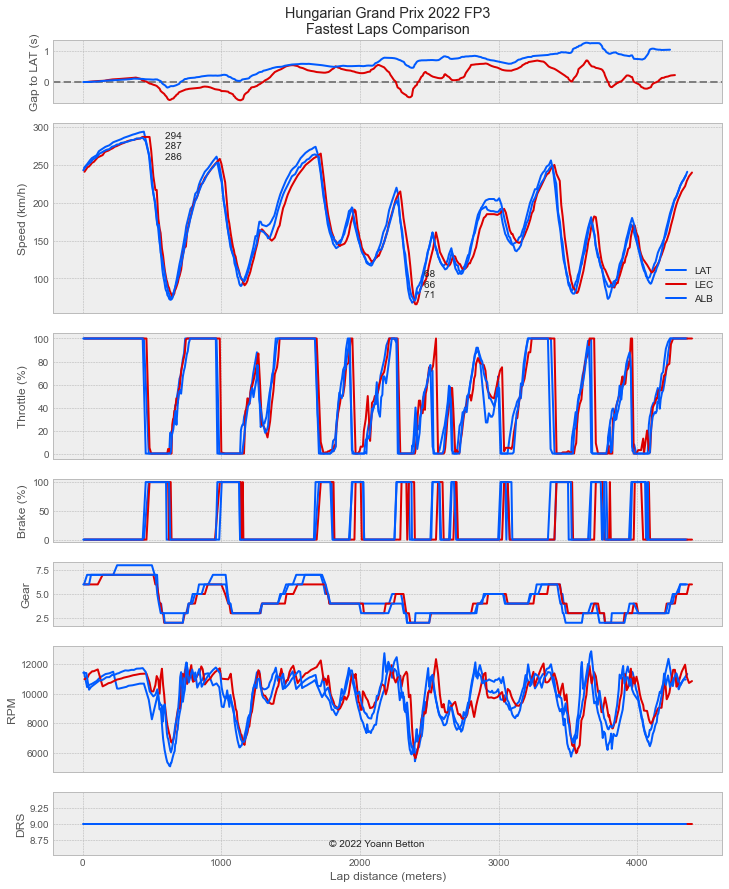 Hungarian Grand Prix 2022 FP3
Fastest Laps Comparison
Gap to LAT (s)
1
0
Speed (km/h)
300
250
200
150
100
294
287
286
68
66
71
LAT
LEC
ALB
Throttle (%)
100
80
60
40
20
0
Brake (%)
100
50
0
Gear
7.5
5.0
2.5
RPM
12000
10000
8000
6000
DRS
9.25
9.00
8.75
© 2022 Yoann Betton
0
1000
2000
3000
4000
Lap distance (meters)